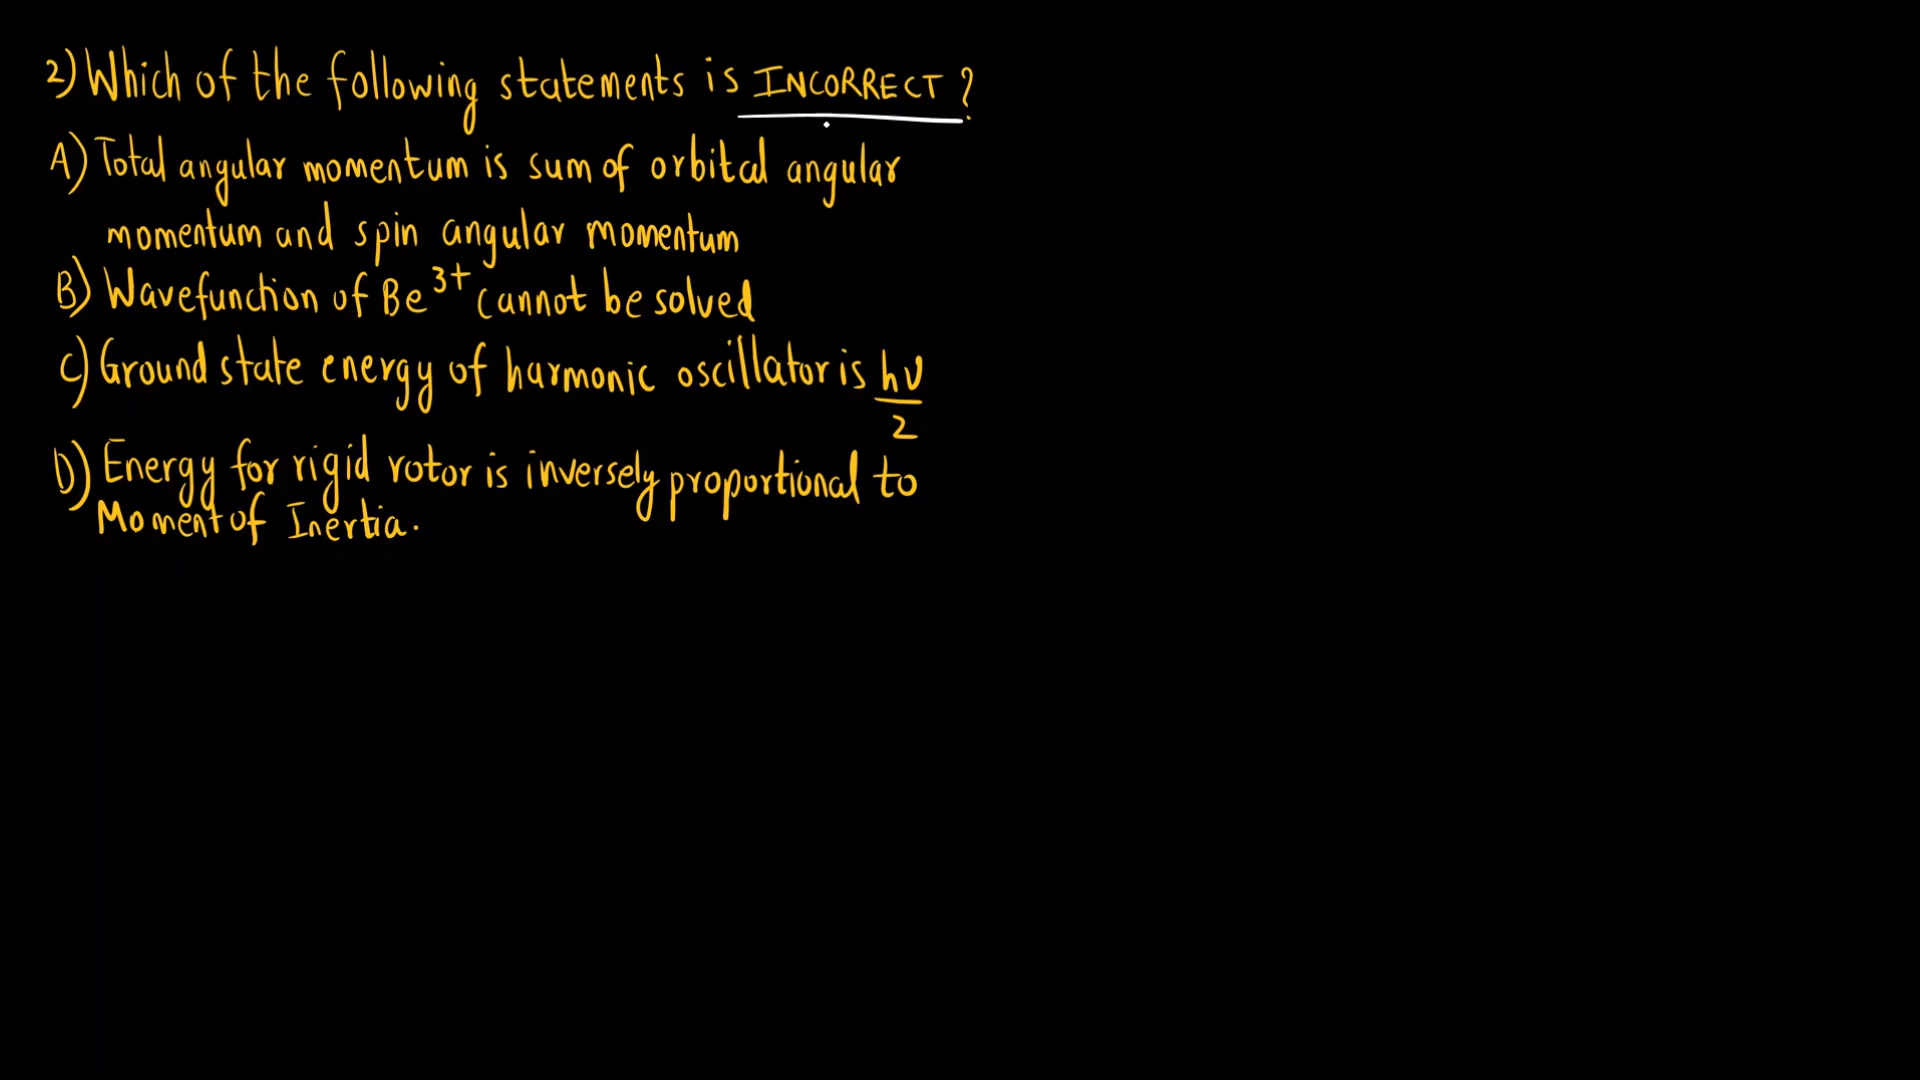 2) Which of the following statements is INCORRECT ?
A) Total angular momentum is sum of orbital angular
momentum and spin angular momentum
B) Wavefunction of Be³⁺ cannot be solved
C) Ground state energy of harmonic oscillator is hν/2
D) Energy for rigid rotor is inversely proportional to
Moment of Inertia.